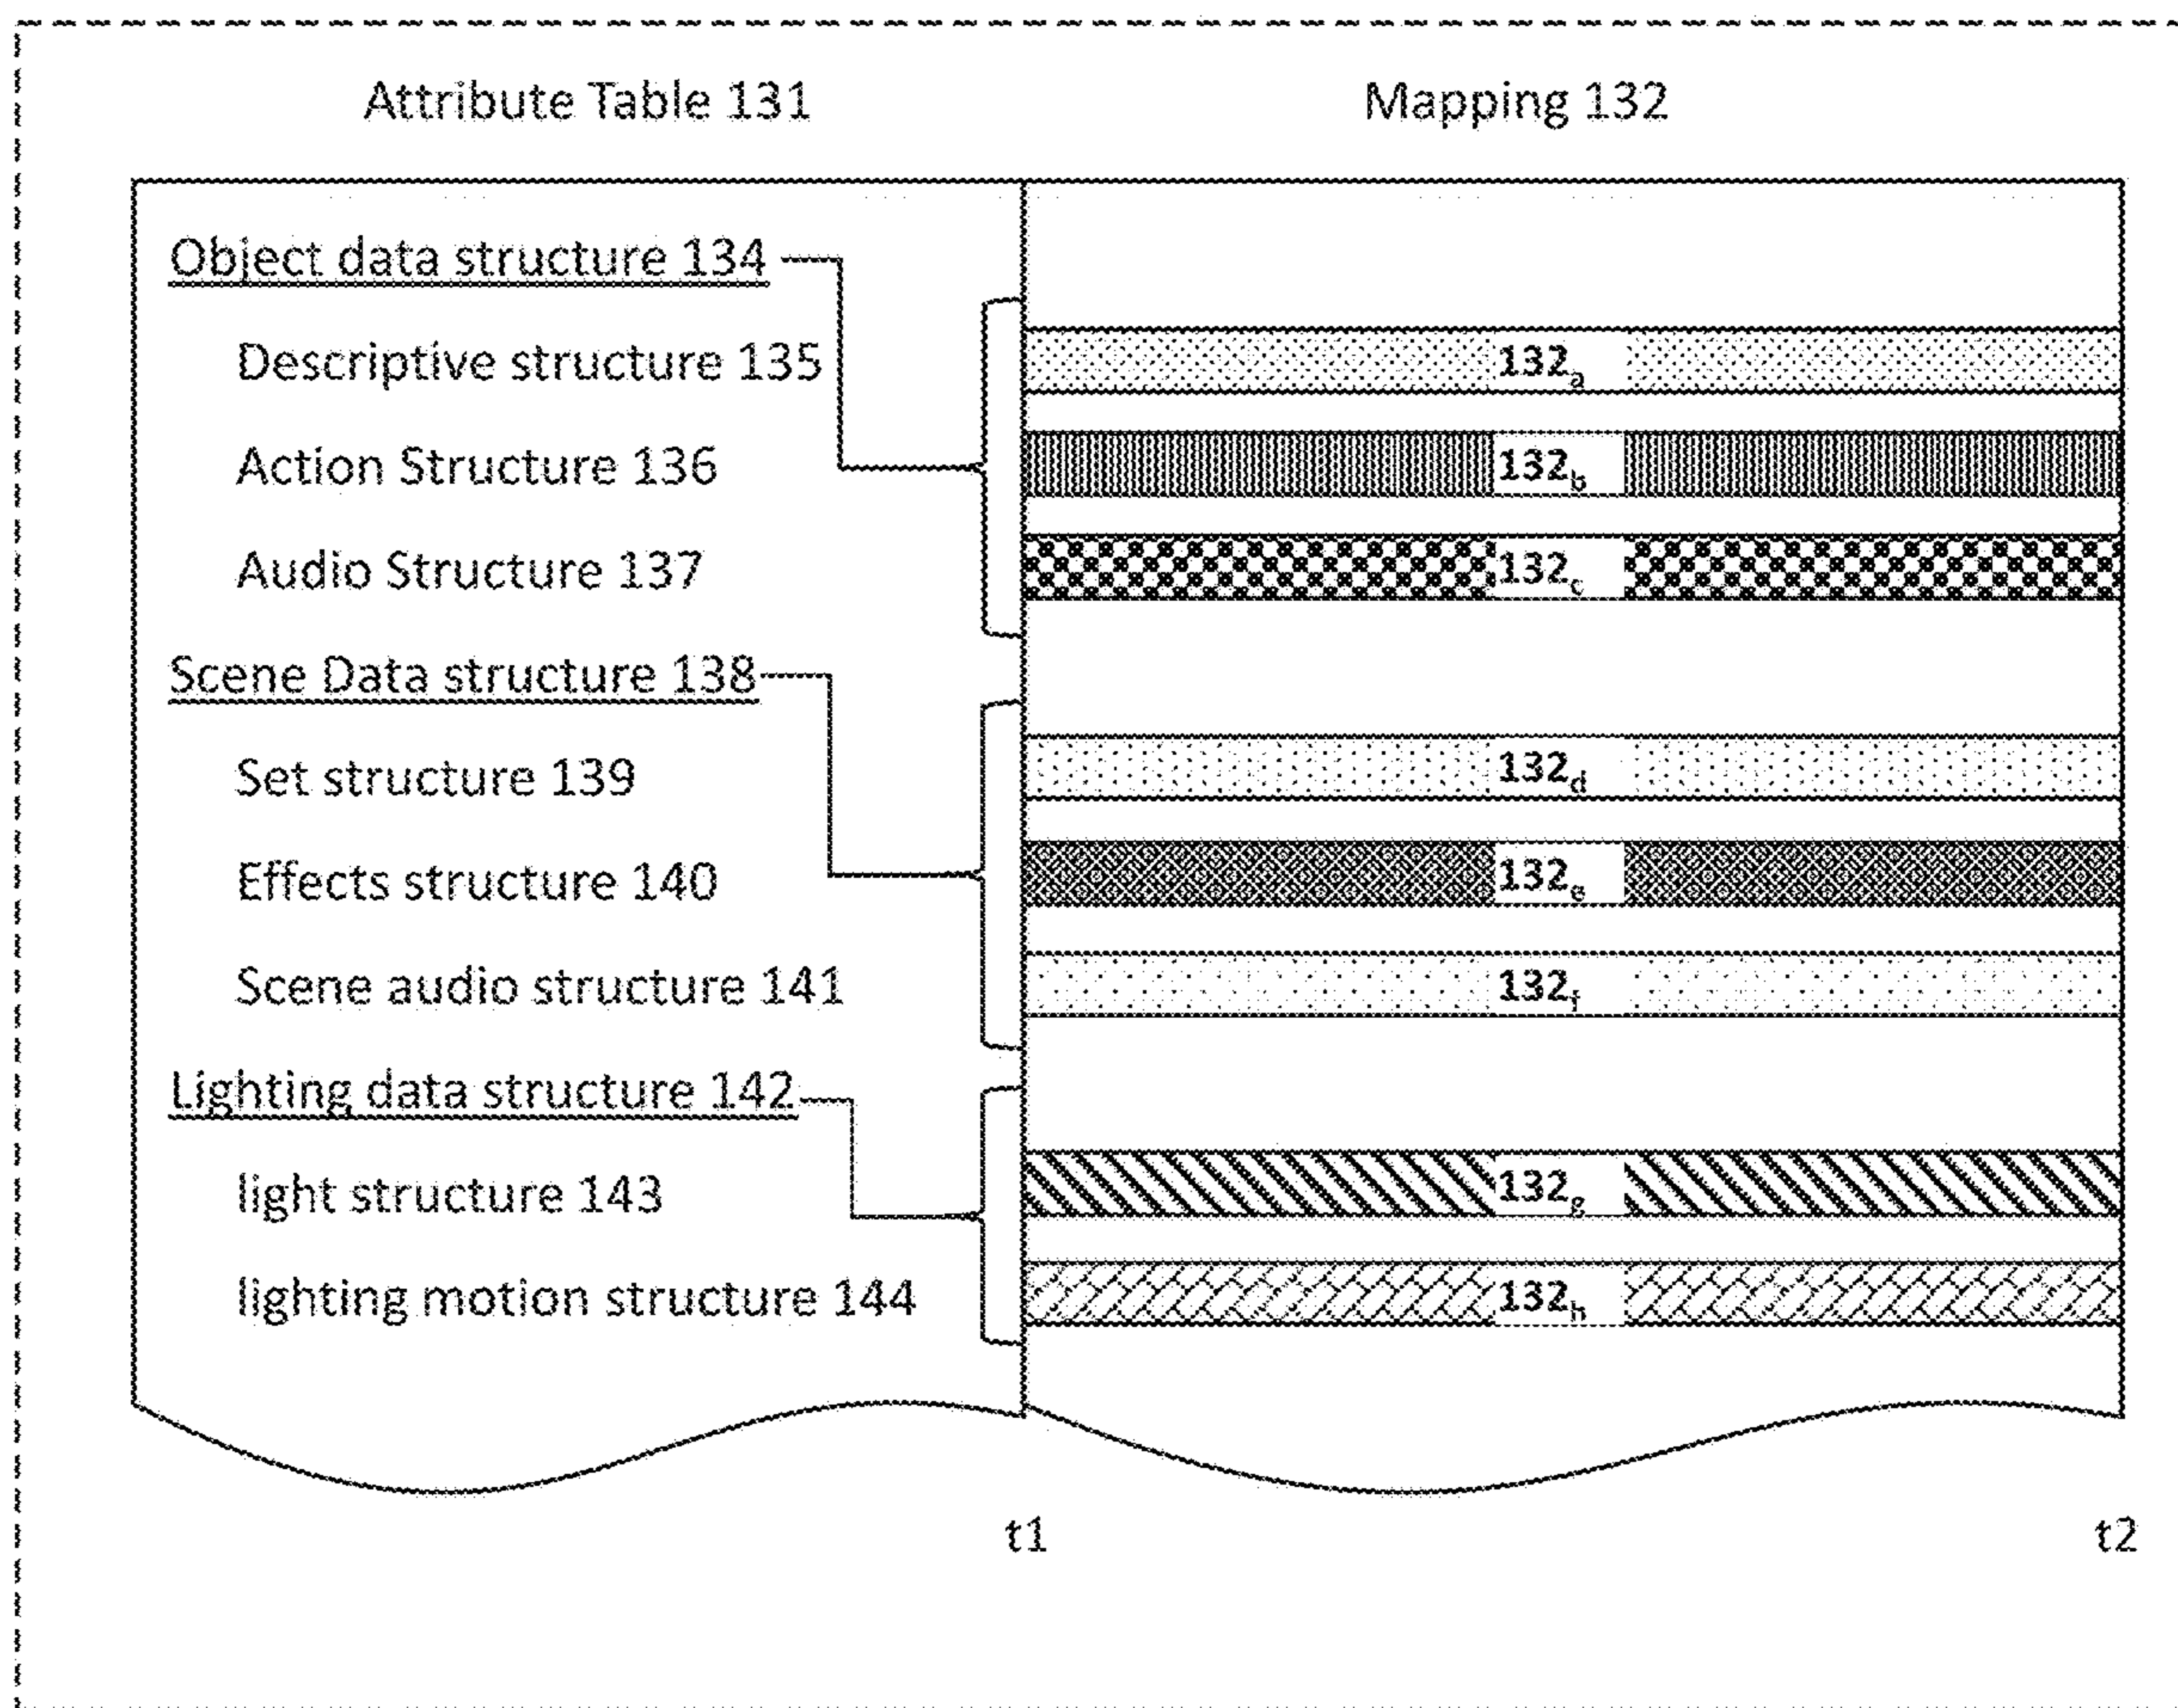 Attribute Table 131 Mapping 132
Object data structure 134
Descriptive structure 135 132a
Action Structure 136 132b
Audio Structure 137 132c
Scene Data structure 138
Set structure 139 132d
Effects structure 140 132e
Scene audio structure 141 132f
Lighting data structure 142
light structure 143 132g
lighting motion structure 144 132h
t1 t2